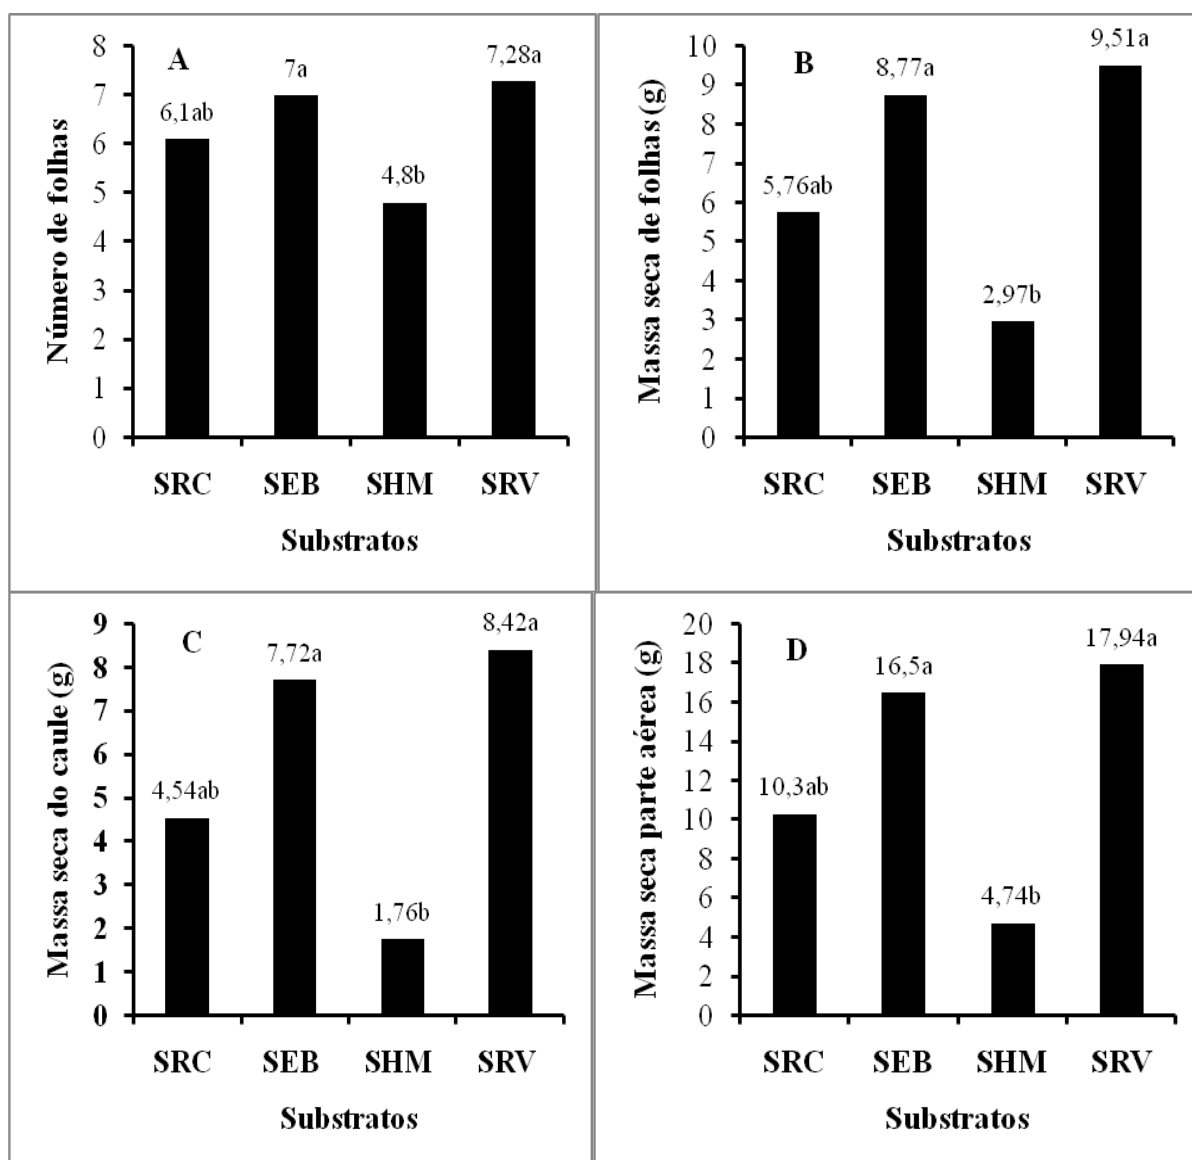 A
Número de folhas
8
7
6
5
4
3
2
1
0
6,1ab
7a
4,8b
7,28a
SRC SEB SHM SRV
Substratos
B
Massa seca de folhas (g)
10
9
8
7
6
5
4
3
2
1
0
5,76ab
8,77a
2,97b
9,51a
SRC SEB SHM SRV
Substratos
C
Massa seca do caule (g)
9
8
7
6
5
4
3
2
1
0
4,54ab
7,72a
1,76b
8,42a
SRC SEB SHM SRV
Substratos
D
Massa seca parte aérea (g)
20
18
16
14
12
10
8
6
4
2
0
10,3ab
16,5a
4,74b
17,94a
SRC SEB SHM SRV
Substratos